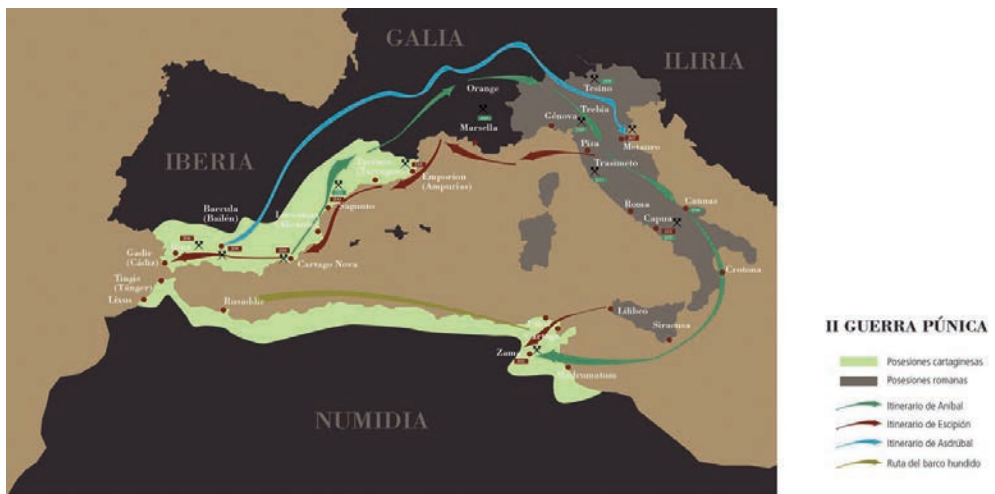 GALIA
ILIRIA
IBERIA
NUMIDIA
Orange
Marsella
Tesino
Trebia
Génova
Pisa
Metauro
Trasimeto
Roma
Capua
Cannas
Crotona
Siracusa
Lilibeo
Emporion
(Ampurias)
Sagunto
Cartago Nova
Baecula
(Bailén)
Gadir
(Cádiz)
Tingis
(Tánger)
Lixus
Rusaddir
Zama
Hadrumatum
II GUERRA PÚNICA
Posesiones cartaginesas
Posesiones romanas
Itinerario de Aníbal
Itinerario de Escipión
Itinerario de Asdrúbal
Ruta del barco hundido